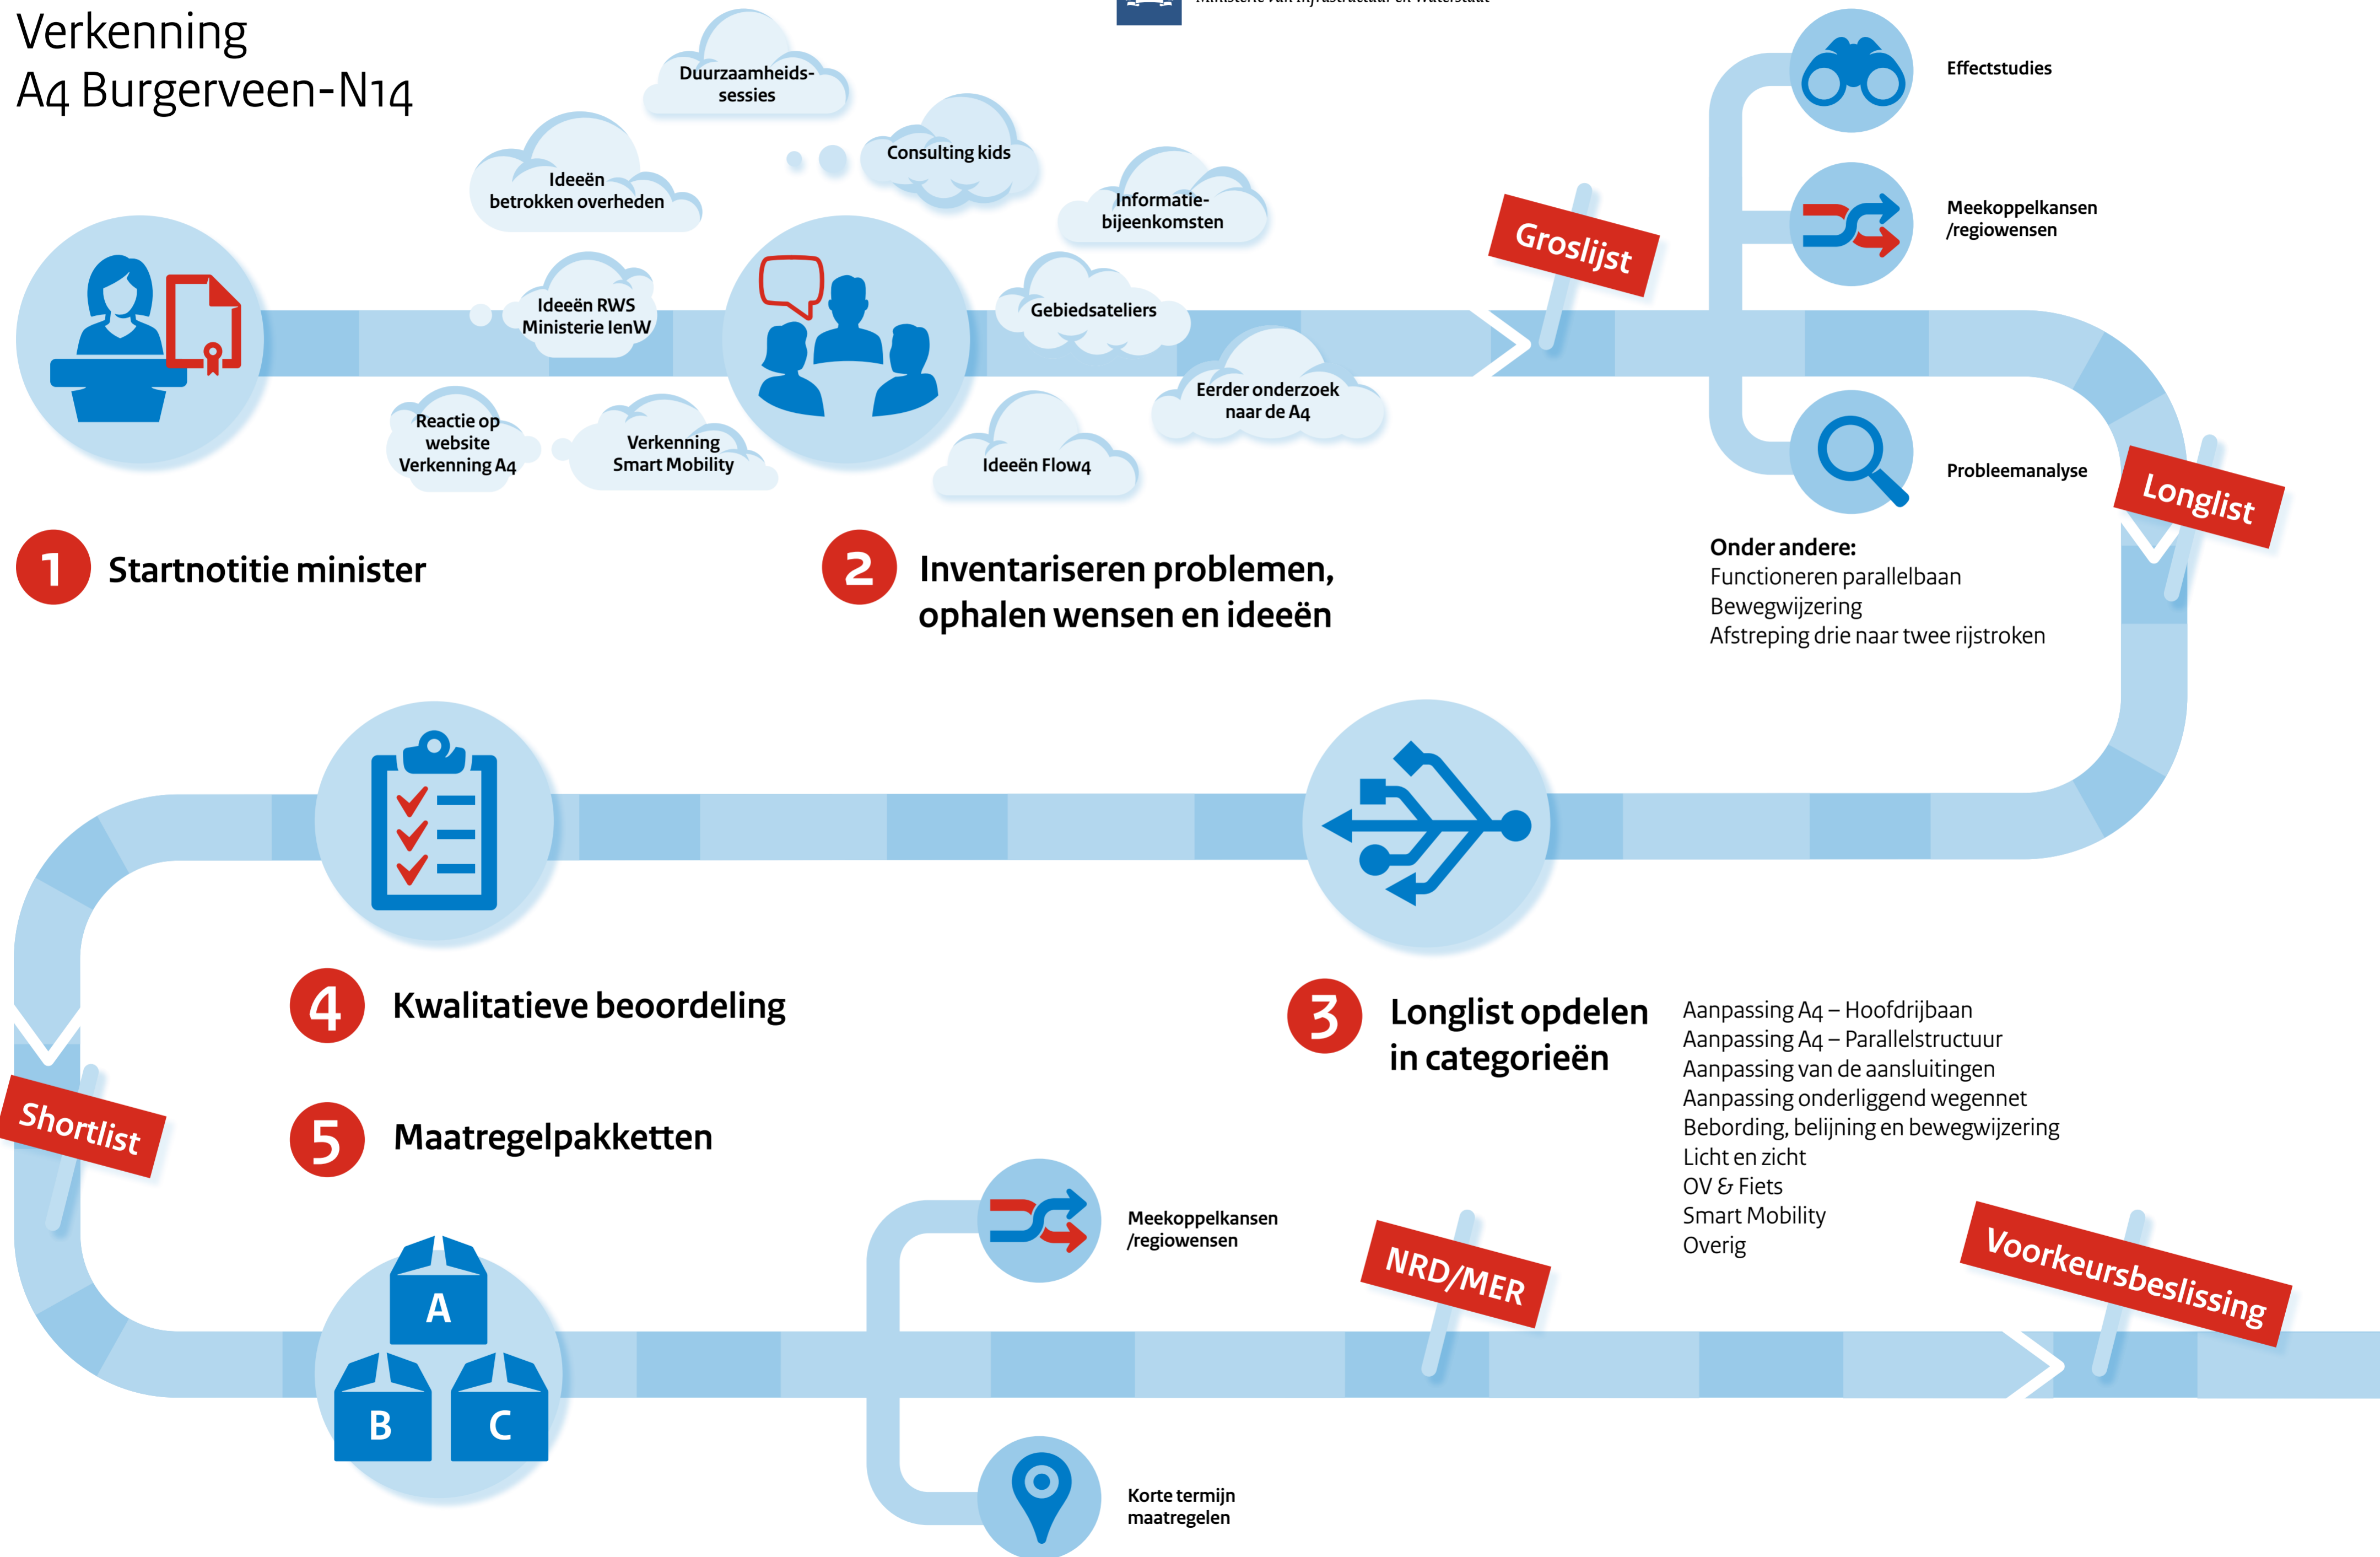 Verkenning
A4 Burgerveen-N14
Ministerie van Infrastructuur en Waterstaat
Duurzaamheids-
sessies
Consulting kids
Ideeën
betrokken overheden
Informatie-
bijeenkomsten
Ideeën RWS
Ministerie IenW
Gebiedsateliers
Eerder onderzoek
naar de A4
Reactie op
website
Verkenning A4
Verkenning
Smart Mobility
Ideeën Flow4
Groslijst
Effectstudies
Meekoppelkansen
/regiowensen
Probleemanalyse
Longlist
1 Startnotitie minister
2 Inventariseren problemen,
ophalen wensen en ideeën
Onder andere:
Functioneren parallelbaan
Bewegwijzering
Afstreping drie naar twee rijstroken
3 Longlist opdelen
in categorieën
Aanpassing A4 – Hoofdrijbaan
Aanpassing A4 – Parallelstructuur
Aanpassing van de aansluitingen
Aanpassing onderliggend wegennet
Bebording, belijning en bewegwijzering
Licht en zicht
OV & Fiets
Smart Mobility
Overig
4 Kwalitatieve beoordeling
Shortlist
5 Maatregelpakketten
A
B
C
Meekoppelkansen
/regiowensen
Korte termijn
maatregelen
NRD/MER
Voorkeursbeslissing